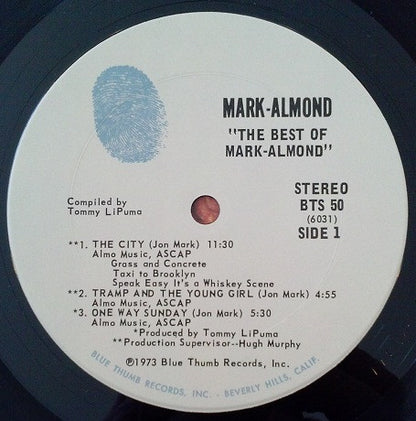 MARK-ALMOND
"THE BEST OF
MARK-ALMOND"
Compiled by
Tommy LiPuma
STEREO
BTS 50
(6031)
SIDE 1
**1. THE CITY (Jon Mark) 11:30
Almo Music, ASCAP
Grass and Concrete
Taxi to Brooklyn
Speak Easy It's a Whiskey Scene
**2. TRAMP AND THE YOUNG GIRL (Jon Mark) 4:55
Almo Music, ASCAP
*3. ONE WAY SUNDAY (Jon Mark) 5:30
Almo Music, ASCAP
*Produced by Tommy LiPuma
**Production Supervisor--Hugh Murphy
℗1973 Blue Thumb Records, Inc.
BLUE THUMB RECORDS, INC. - BEVERLY HILLS, CALIF.